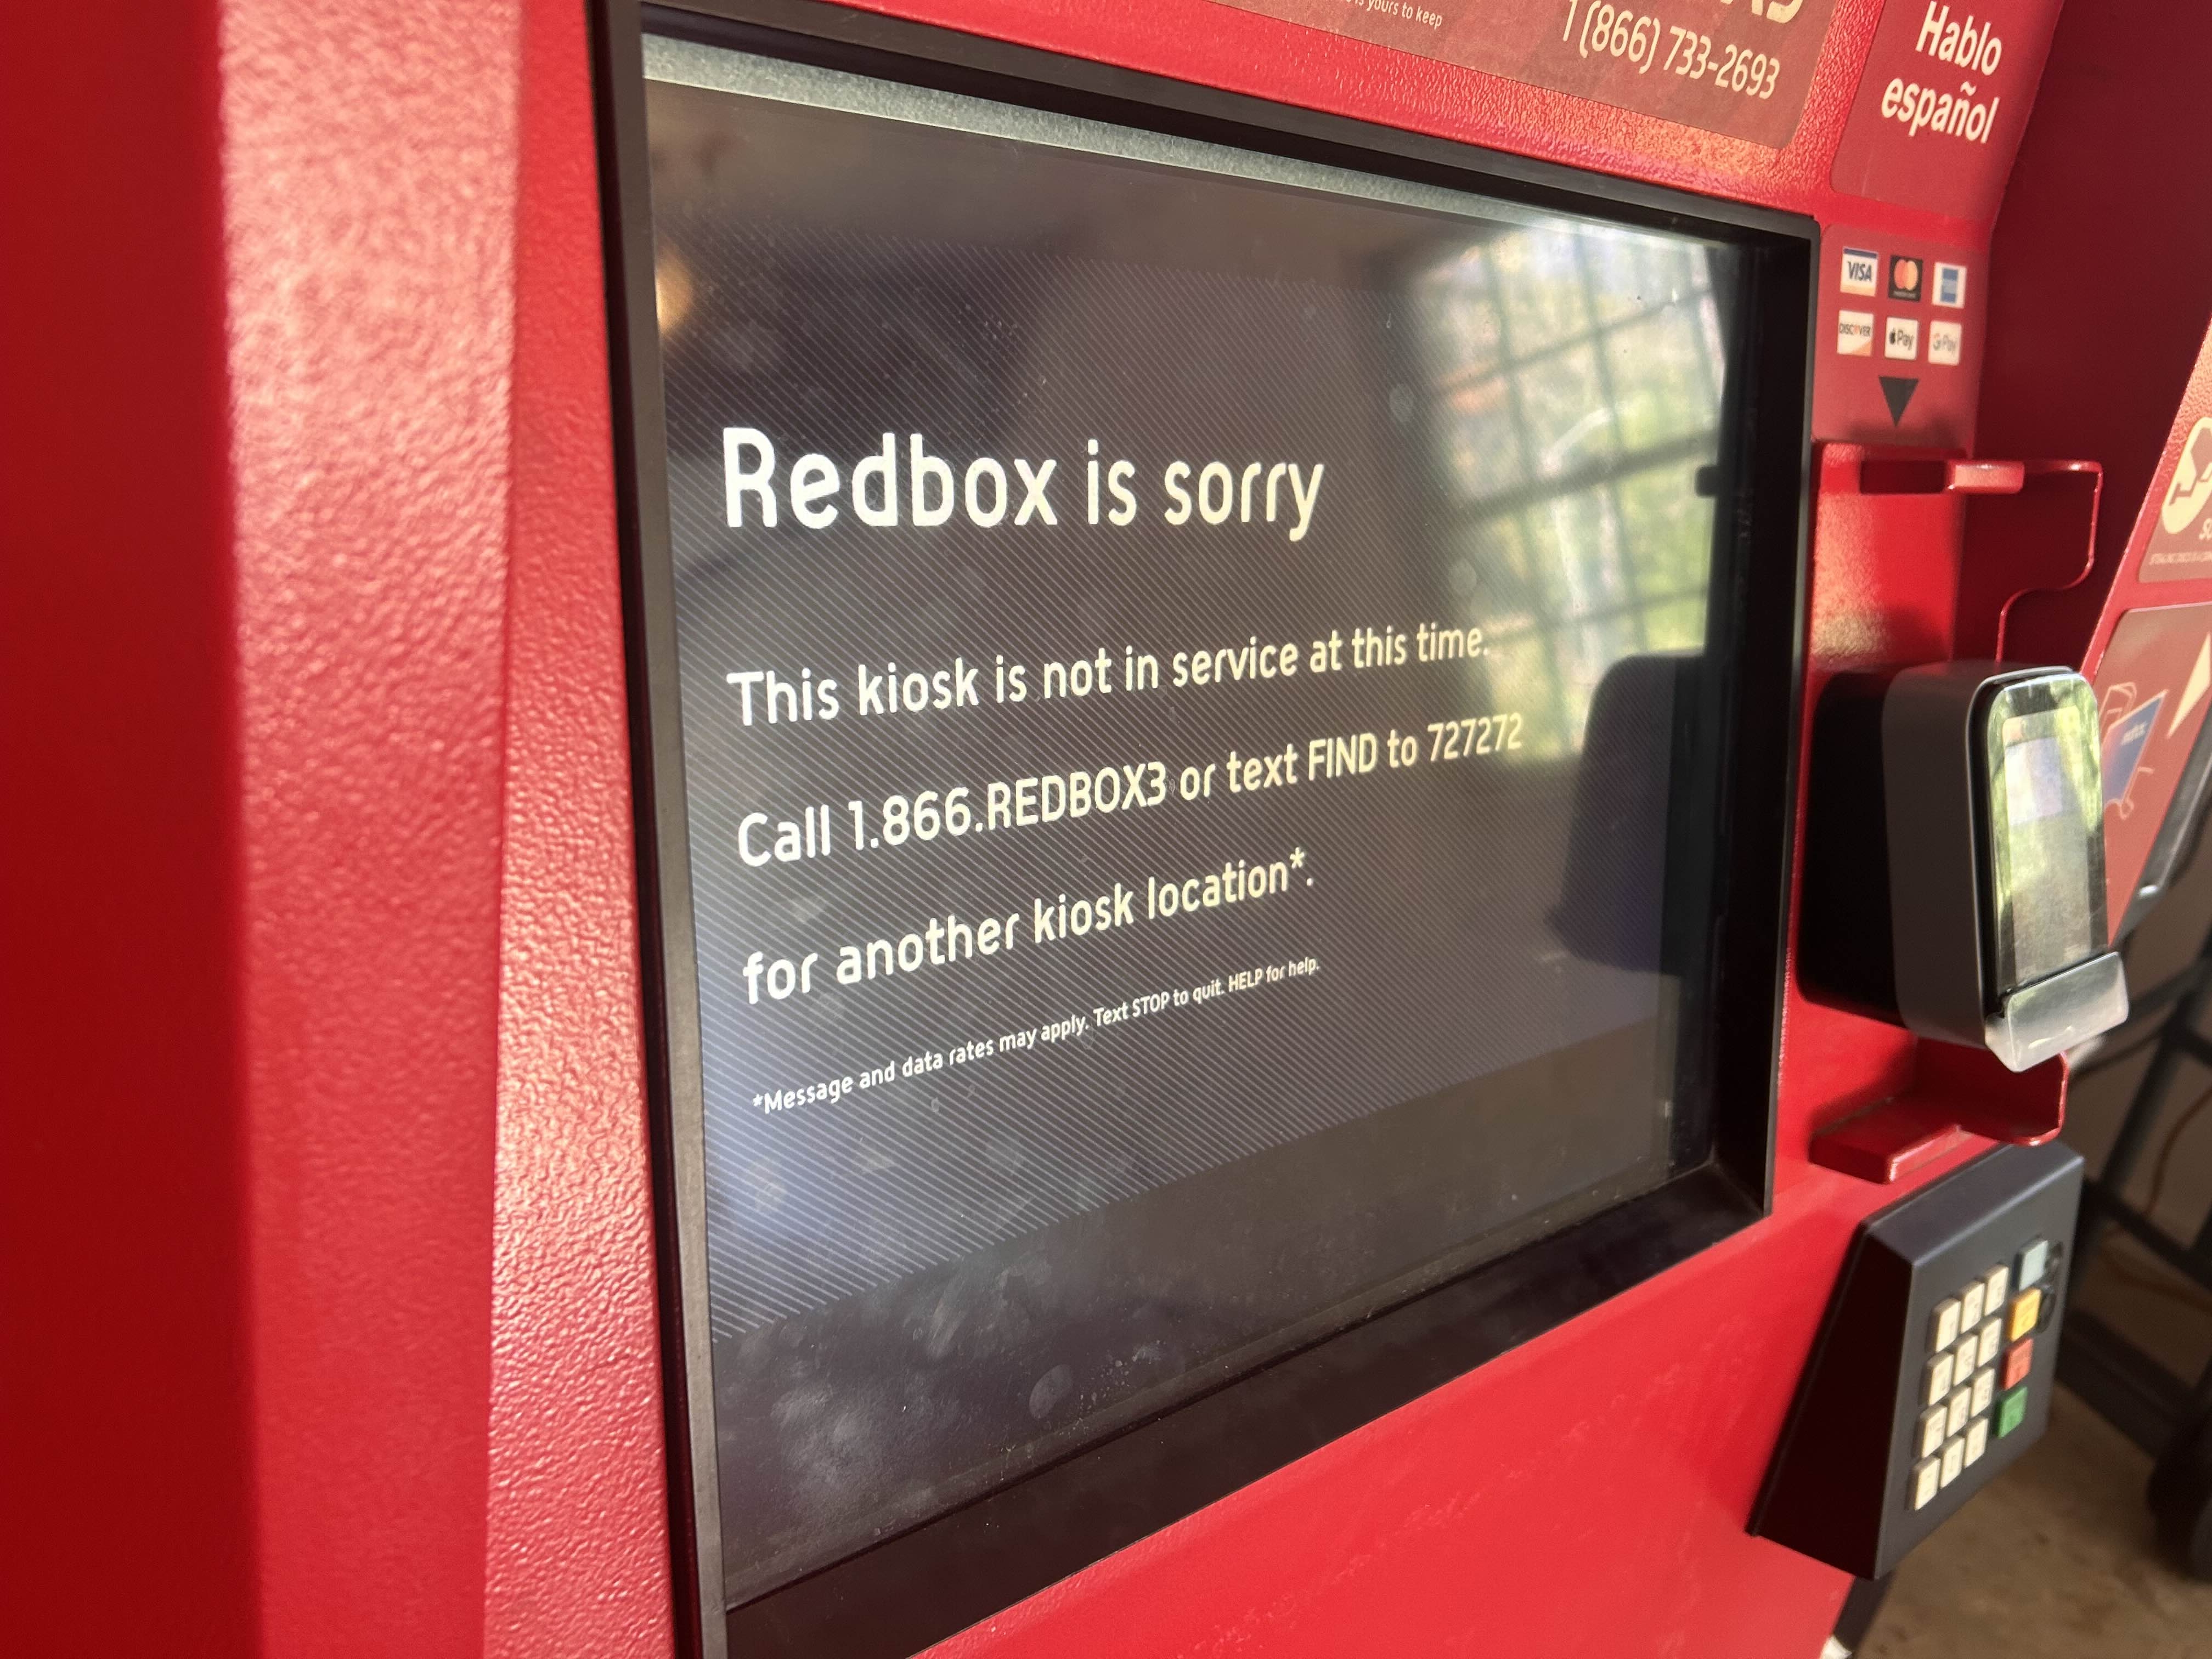 is yours to keep
1 (866) 733-2693
Hablo
español
VISA
DISCOVER
Pay
G Pay
Redbox is sorry
This kiosk is not in service at this time.
Call 1.866.REDBOX3 or text FIND to 727272
for another kiosk location*.
*Message and data rates may apply. Text STOP to quit. HELP for help.